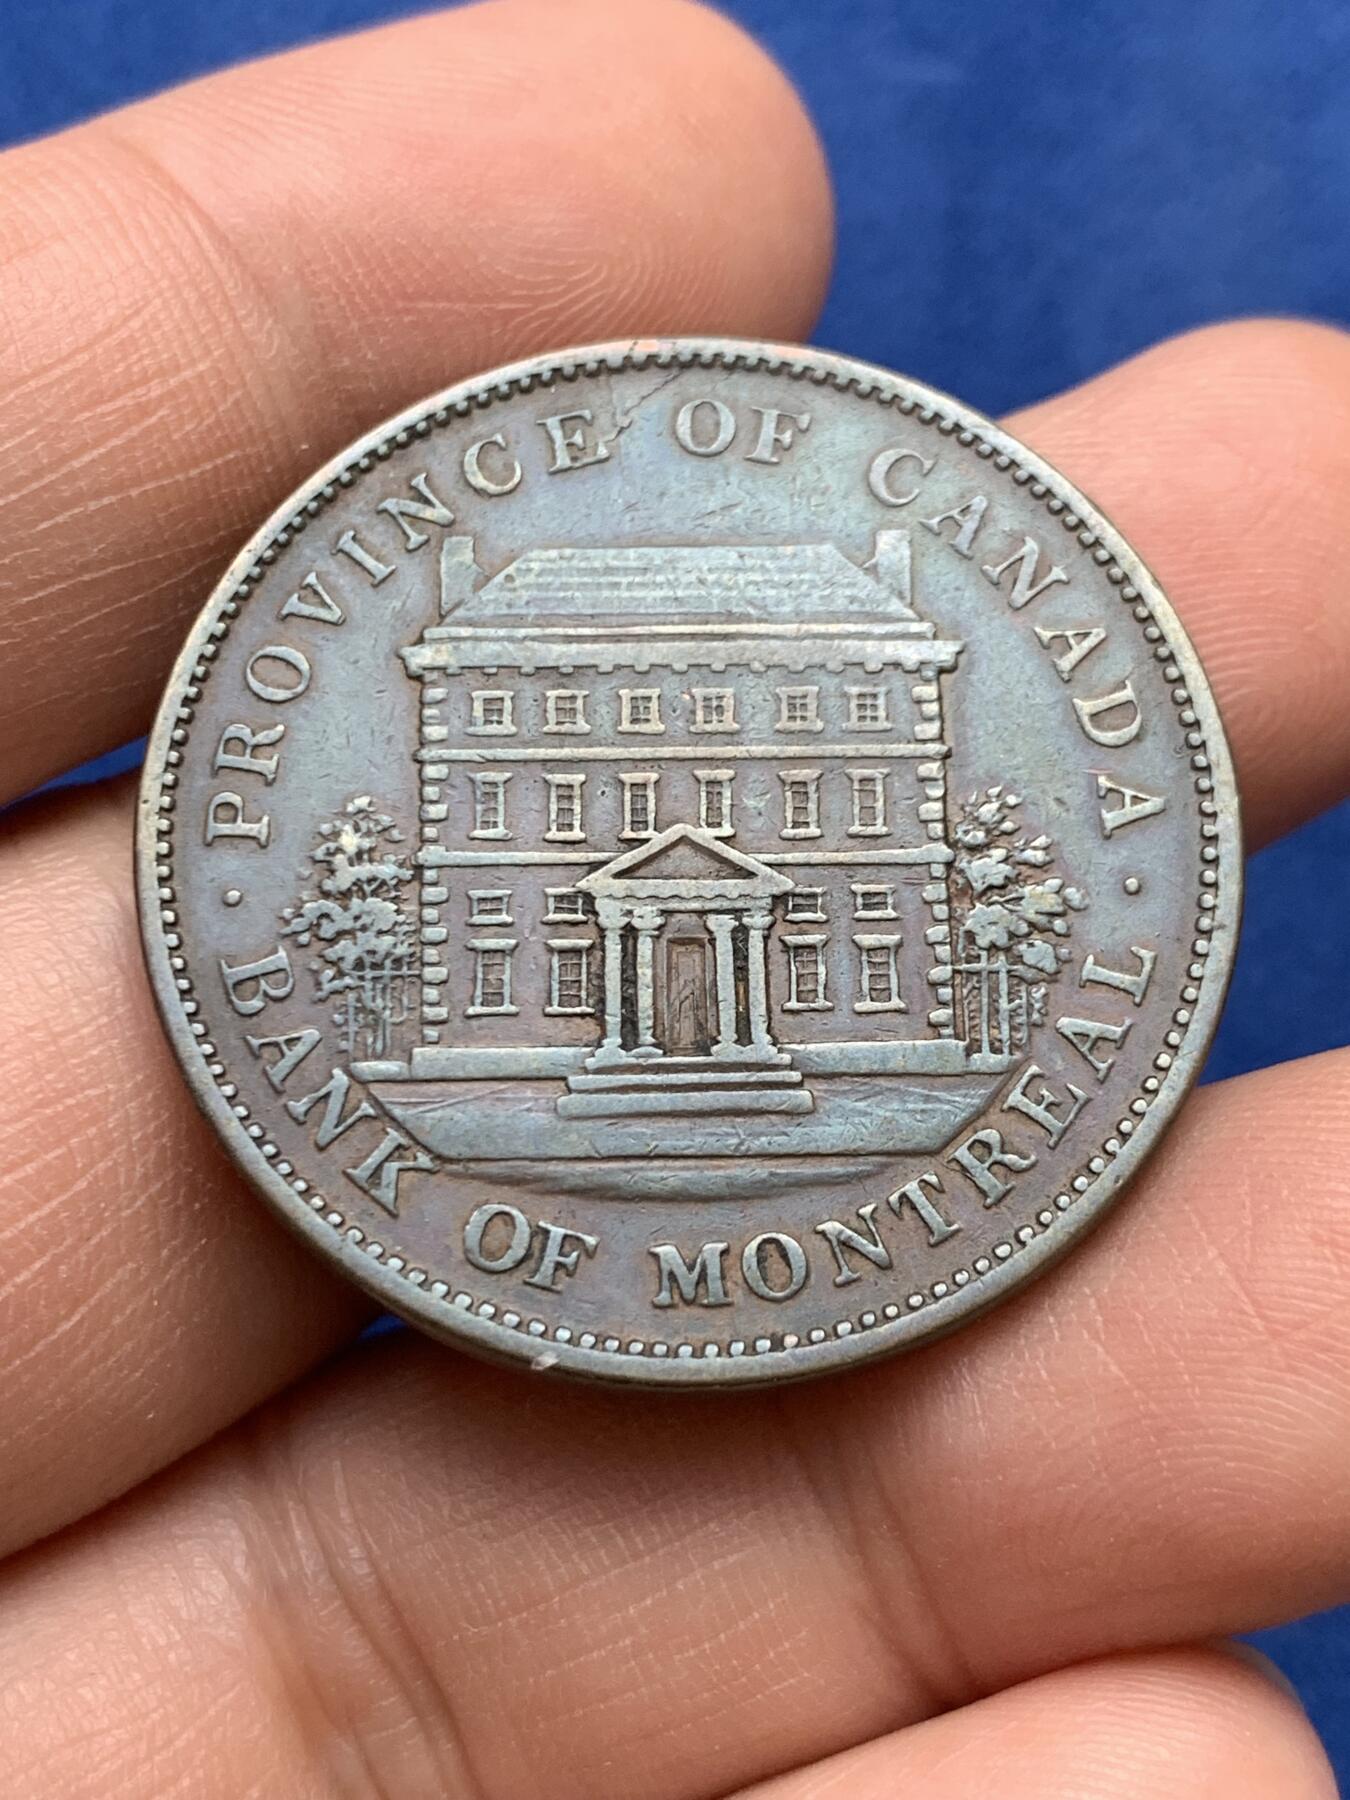 · PROVINCE OF CANADA ·
BANK OF MONTREAL